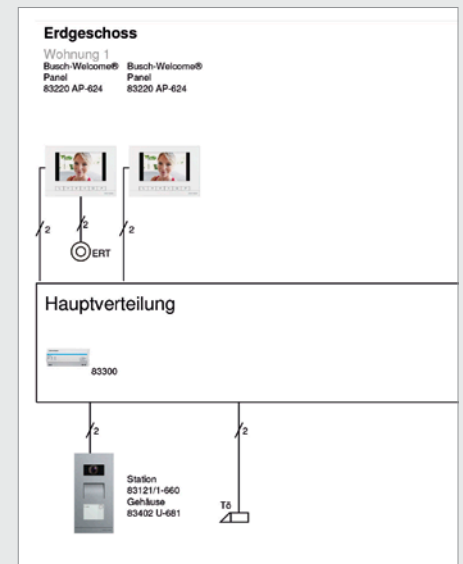 Erdgeschoss
Wohnung 1
Busch-Welcome® Busch-Welcome®
Panel Panel
83220 AP-624 83220 AP-624
2
2
2
ERT
Hauptverteilung
83300
2
2
Station
83121/1-660
Gehäuse
83402 U-681
Tö